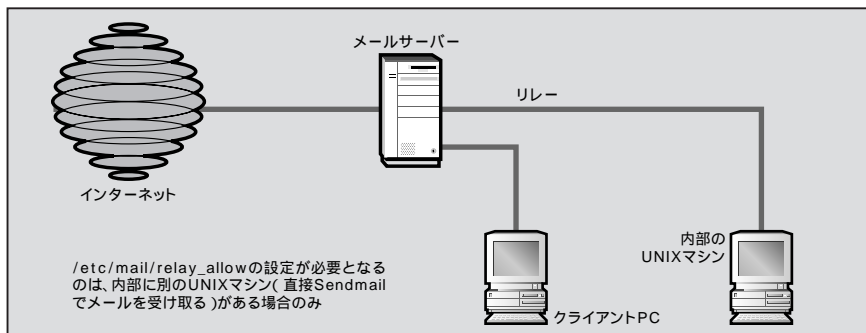 メールサーバー
リレー
インターネット
内部の
UNIXマシン
クライアントPC
/etc/mail/relay_allowの設定が必要となる
のは、内部に別のUNIXマシン(直接Sendmail
でメールを受け取る)がある場合のみ